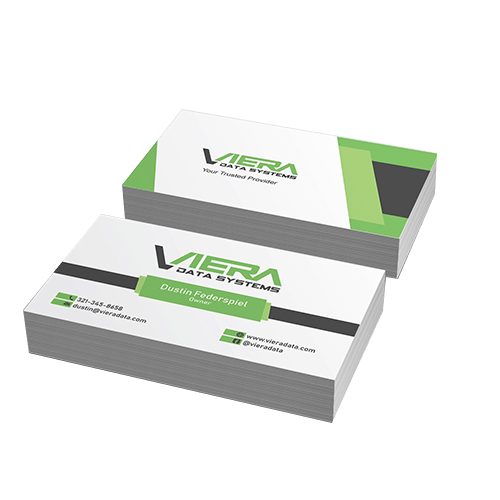 VIERA
DATA SYSTEMS
Your Trusted Provider
VIERA
DATA SYSTEMS
Dustin Federspiel
Owner
321-345-8658
dustin@vieradata.com
www.vieradata.com
@vieradata